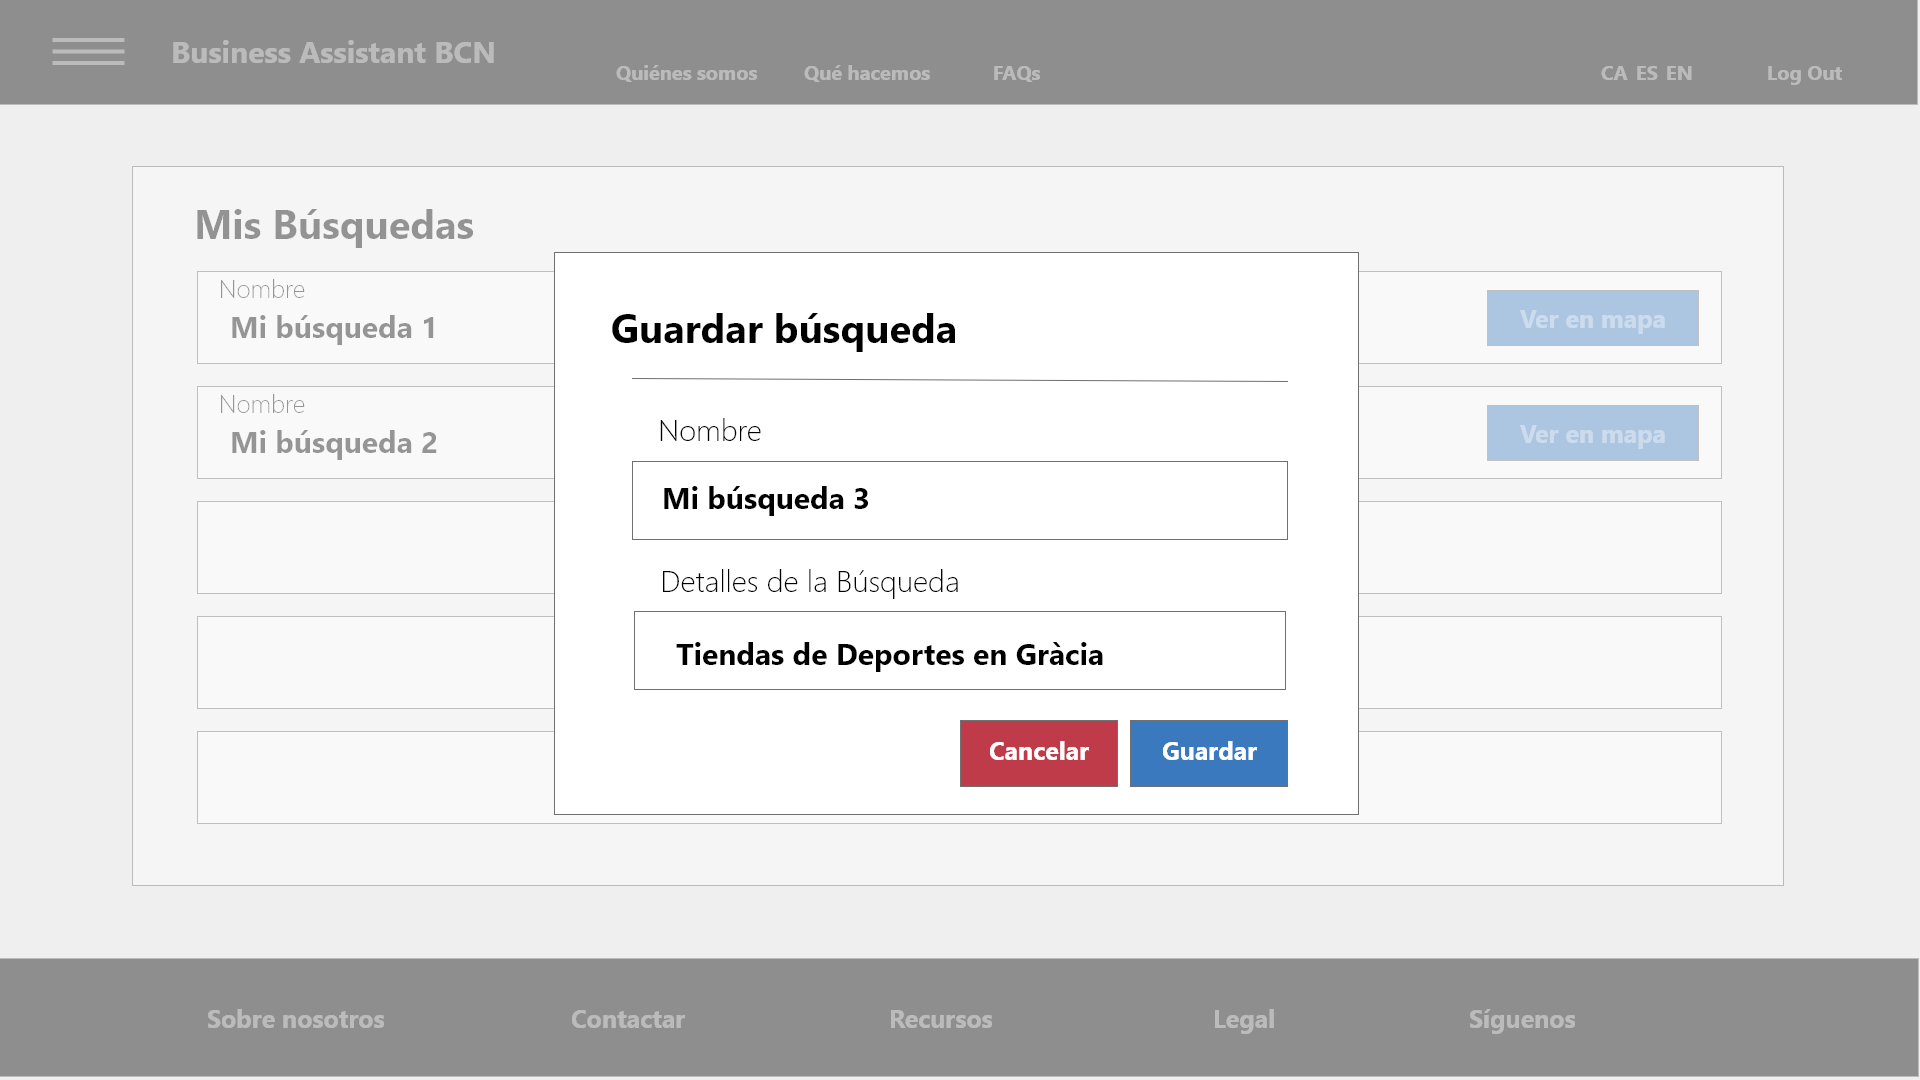 Business Assistant BCN
Quiénes somos
Qué hacemos
FAQs
CA ES EN
Log Out
Mis Búsquedas
Nombre
Mi búsqueda 1
Ver en mapa
Nombre
Mi búsqueda 2
Ver en mapa
Guardar búsqueda
Nombre
Mi búsqueda 3
Detalles de la Búsqueda
Tiendas de Deportes en Gràcia
Cancelar
Guardar
Sobre nosotros
Contactar
Recursos
Legal
Síguenos